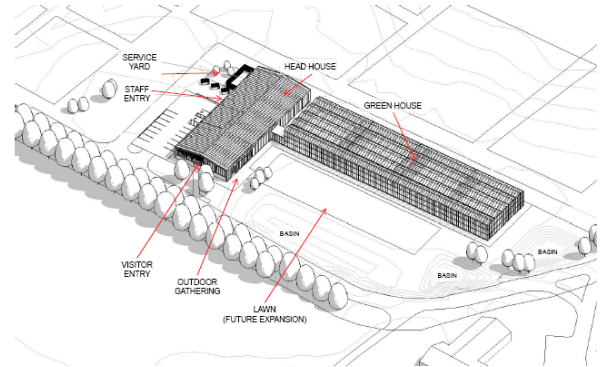 SERVICE
YARD
STAFF
ENTRY
HEAD HOUSE
GREEN HOUSE
BASIN
BASIN
BASIN
VISITOR
ENTRY
OUTDOOR
GATHERING
LAWN
(FUTURE EXPANSION)